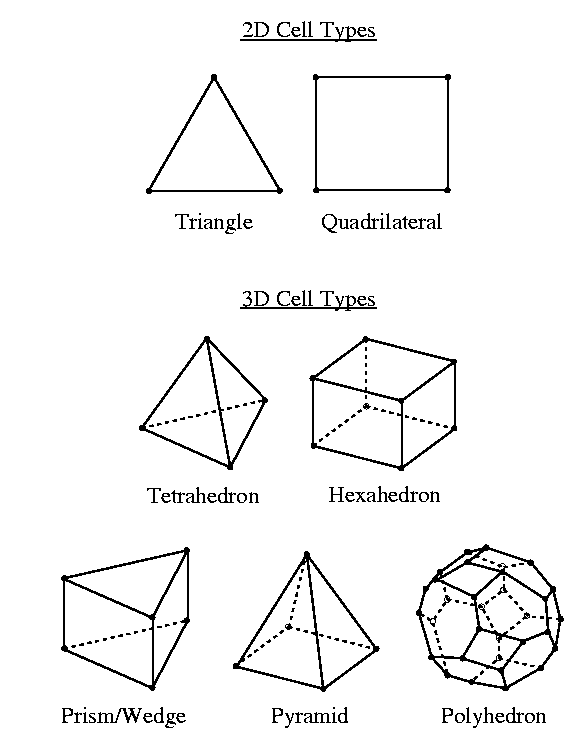 2D Cell Types
Triangle
Quadrilateral
3D Cell Types
Tetrahedron
Hexahedron
Prism/Wedge
Pyramid
Polyhedron